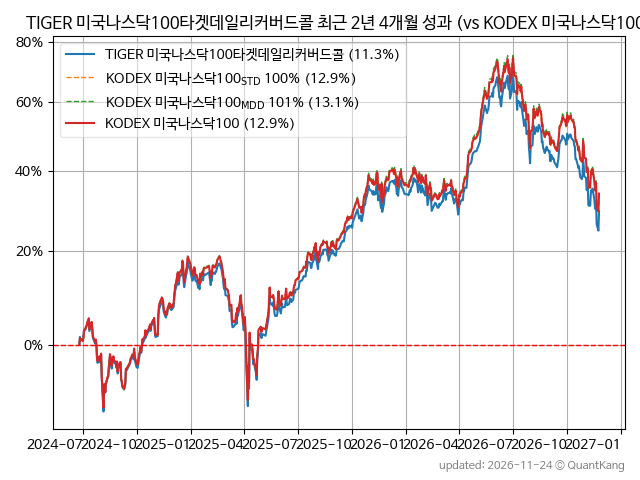 TIGER 미국나스닥100타겟데일리커버드콜 최근 2년 4개월 성과 (vs KODEX 미국나스닥100
80%
60%
40%
20%
0%
TIGER 미국나스닥100타겟데일리커버드콜 (11.3%)
KODEX 미국나스닥100STD 100% (12.9%)
KODEX 미국나스닥100MDD 101% (13.1%)
KODEX 미국나스닥100 (12.9%)
2024-07 2024-10 2025-01 2025-04 2025-07 2025-10 2026-01 2026-04 2026-07 2026-10 2027-01
updated: 2026-11-24 © QuantKang